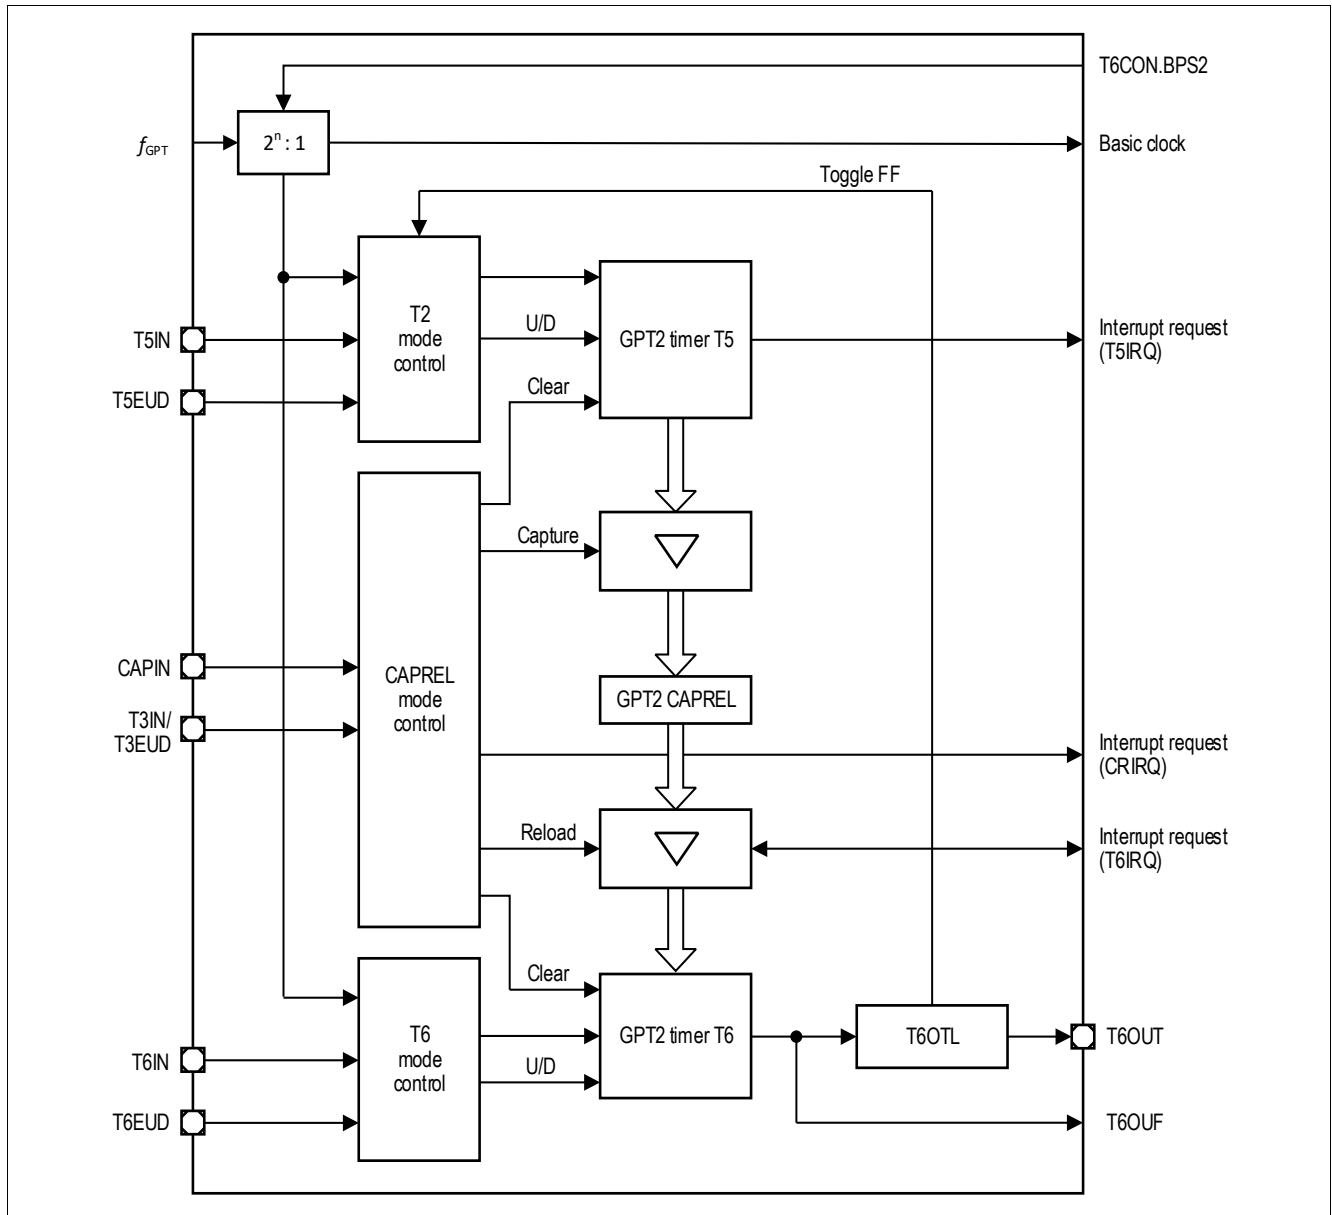 T6CON.BPS2
fGPT
2n : 1
Basic clock
Toggle FF
T2
mode
control
T5IN
U/D
GPT2 timer T5
Interrupt request
(T5IRQ)
T5EUD
Clear
Capture
CAPIN
CAPREL
mode
control
GPT2 CAPREL
T3IN/
T3EUD
Interrupt request
(CRIRQ)
Reload
Interrupt request
(T6IRQ)
Clear
T6
mode
control
GPT2 timer T6
T6OTL
T6OUT
T6IN
U/D
T6EUD
T6OUF